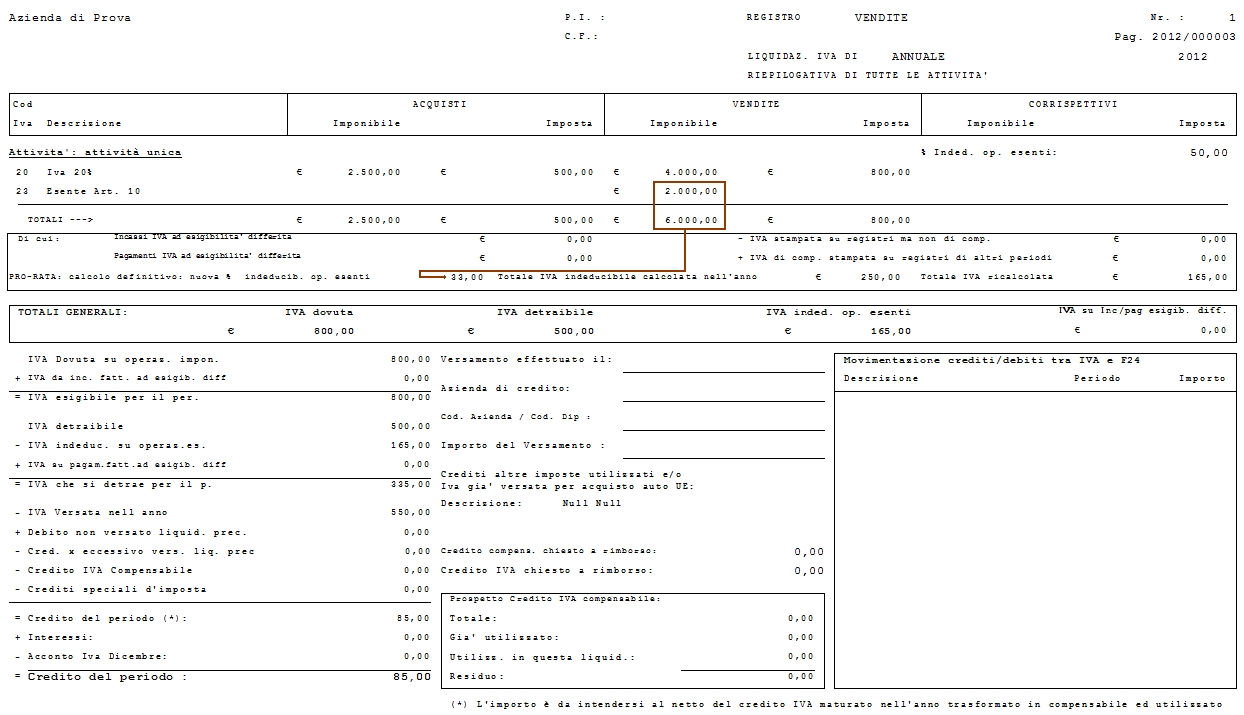 Azienda di Prova P.I. : REGISTRO VENDITE Nr. : 1
C.F.: Pag. 2012/000003
LIQUIDAZ. IVA DI ANNUALE 2012
RIEPILOGATIVA DI TUTTE LE ATTIVITA'
Cod ACQUISTI VENDITE CORRISPETTIVI
Iva Descrizione Imponibile Imposta Imponibile Imposta Imponibile Imposta
Attivita': attività unica % Inded. op. esenti: 50,00
20 Iva 20% € 2.500,00 € 500,00 € 4.000,00 € 800,00
23 Esente Art. 10 € 2.000,00
TOTALI ---> € 2.500,00 € 500,00 € 6.000,00 € 800,00
Di cui: Incassi IVA ad esigibilita' differita € 0,00 - IVA stampata su registri ma non di comp. € 0,00
Pagamenti IVA ad esigibilita' differita € 0,00 + IVA di comp. stampata su registri di altri periodi € 0,00
PRO-RATA: calcolo definitivo: nuova % indeducib. op. esenti 33,00 Totale IVA indeducibile calcolata nell'anno € 250,00 Totale IVA ricalcolata 165,00
TOTALI GENERALI: IVA dovuta IVA detraibile IVA inded. op. esenti IVA su Inc/pag esigib. diff.
€ 800,00 € 500,00 € 165,00 € 0,00
IVA Dovuta su operaz. impon. 800,00 Versamento effettuato il: Movimentazione crediti/debiti tra IVA e F24
+ IVA da inc. fatt. ad esigib. diff 0,00 Descrizione Periodo Importo
Azienda di credito:
= IVA esigibile per il per. 800,00
Cod. Azienda / Cod. Dip :
IVA detraibile 500,00
- IVA indeduc. su operaz.es. 165,00 Importo del Versamento :
+ IVA su pagam.fatt.ad esigib. diff 0,00
Crediti altre imposte utilizzati e/o
= IVA che si detrae per il p. 335,00 Iva gia' versata per acquisto auto UE:
Descrizione: Null Null
- IVA Versata nell anno 550,00
+ Debito non versato liquid. prec. 0,00
- Cred. x eccessivo vers. liq. prec 0,00 Credito compens. chiesto a rimborso: 0,00
- Credito IVA Compensabile 0,00 Credito IVA chiesto a rimborso: 0,00
- Crediti speciali d'imposta 0,00
Prospetto Credito IVA compensabile:
= Credito del periodo (*): 85,00 Totale: 0,00
+ Interessi: 0,00 Gia' utilizzato: 0,00
- Acconto Iva Dicembre: 0,00 Utilizz. in questa liquid.: 0,00
= Credito del periodo : 85,00 Residuo: 0,00
(*) L'importo è da intendersi al netto del credito IVA maturato nell'anno trasformato in compensabile ed utilizzato